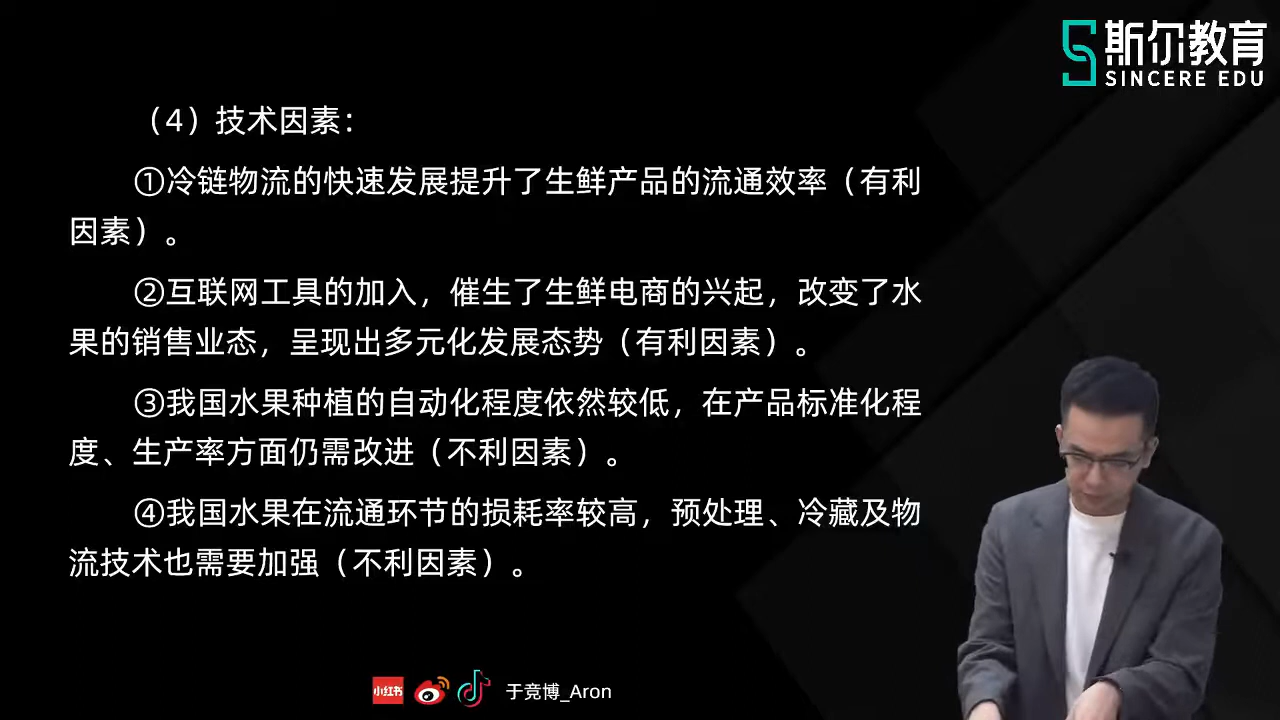 斯尔教育
SINCERE EDU
（4）技术因素：
①冷链物流的快速发展提升了生鲜产品的流通效率（有利
因素）。
②互联网工具的加入，催生了生鲜电商的兴起，改变了水
果的销售业态，呈现出多元化发展态势（有利因素）。
③我国水果种植的自动化程度依然较低，在产品标准化程
度、生产率方面仍需改进（不利因素）。
④我国水果在流通环节的损耗率较高，预处理、冷藏及物
流技术也需要加强（不利因素）。
小红书
于竞博_Aron